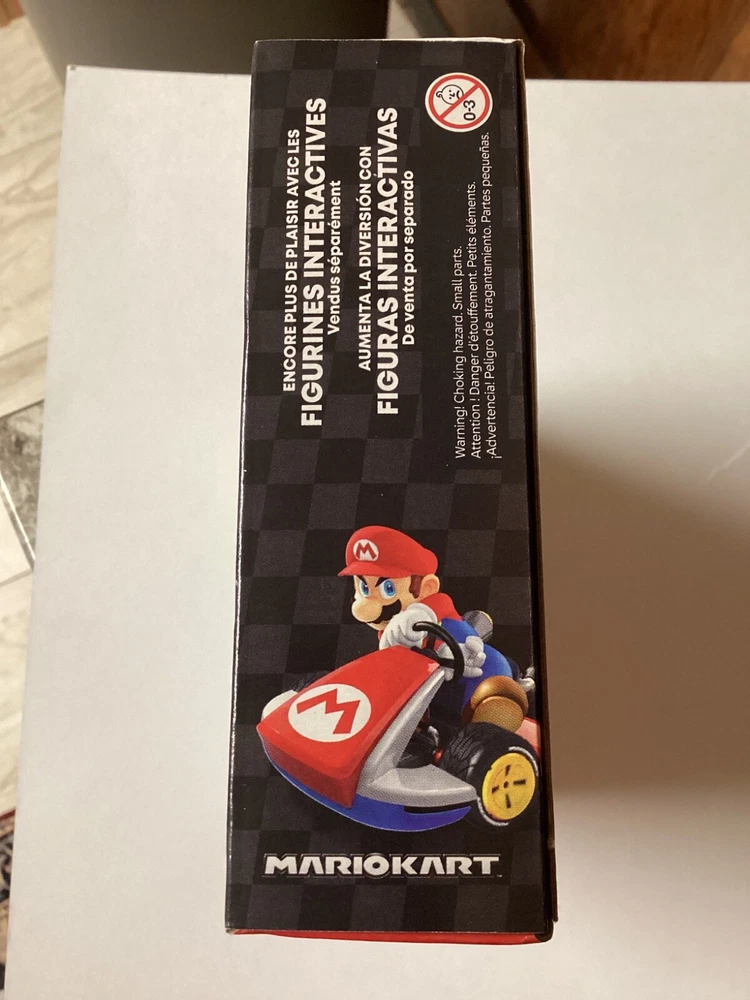 ENCORE PLUS DE PLAISIR AVEC LES
FIGURINES INTERACTIVES
Vendus séparément
AUMENTA LA DIVERSIÓN CON
FIGURAS INTERACTIVAS
De venta por separado
0-3
Warning! Choking hazard. Small parts.
Attention ! Danger d'étouffement. Petits éléments.
¡Advertencia! Peligro de atragantamiento. Partes pequeñas.
M
M
MARIOKART